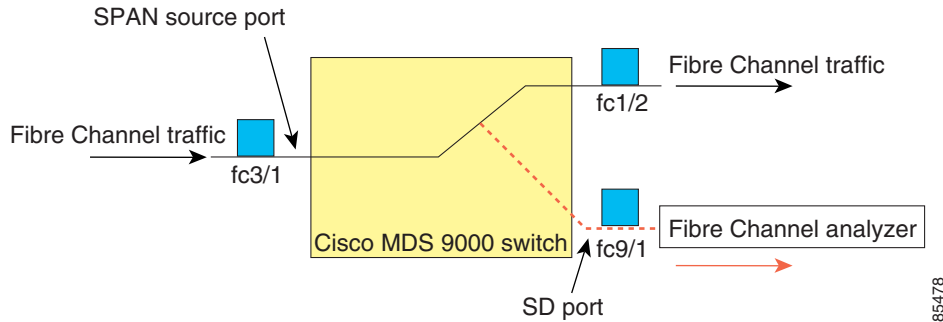 SPAN source port
Fibre Channel traffic
fc1/2
Fibre Channel traffic
fc3/1
Cisco MDS 9000 switch
fc9/1
Fibre Channel analyzer
SD port
85478